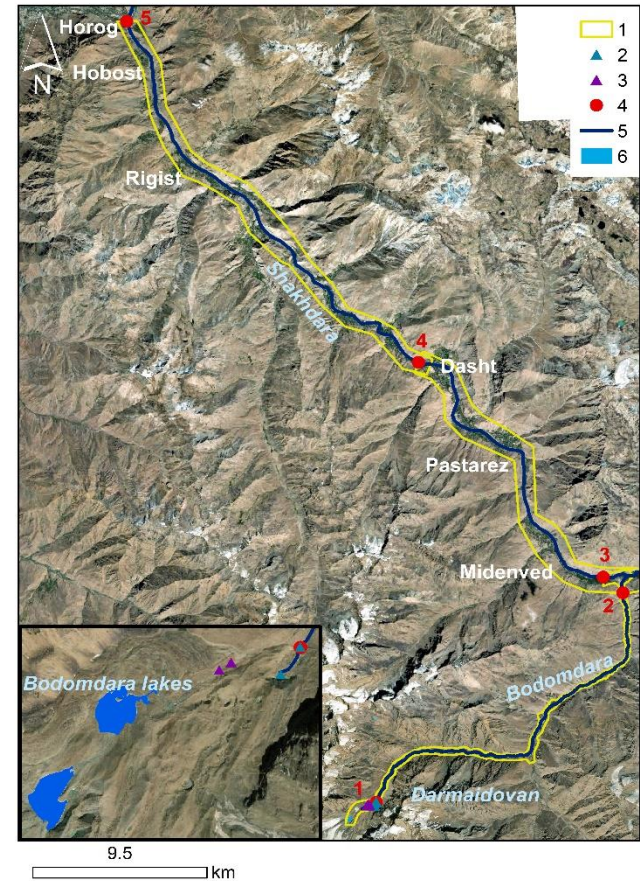 Horog
5
Hobost
N
Rigist
Shakhdara
4
Dasht
Pastarez
Midenved
3
2
Bodomdara
Bodomdara lakes
1
Darmaidovan
1
2
3
4
5
6
9.5
km